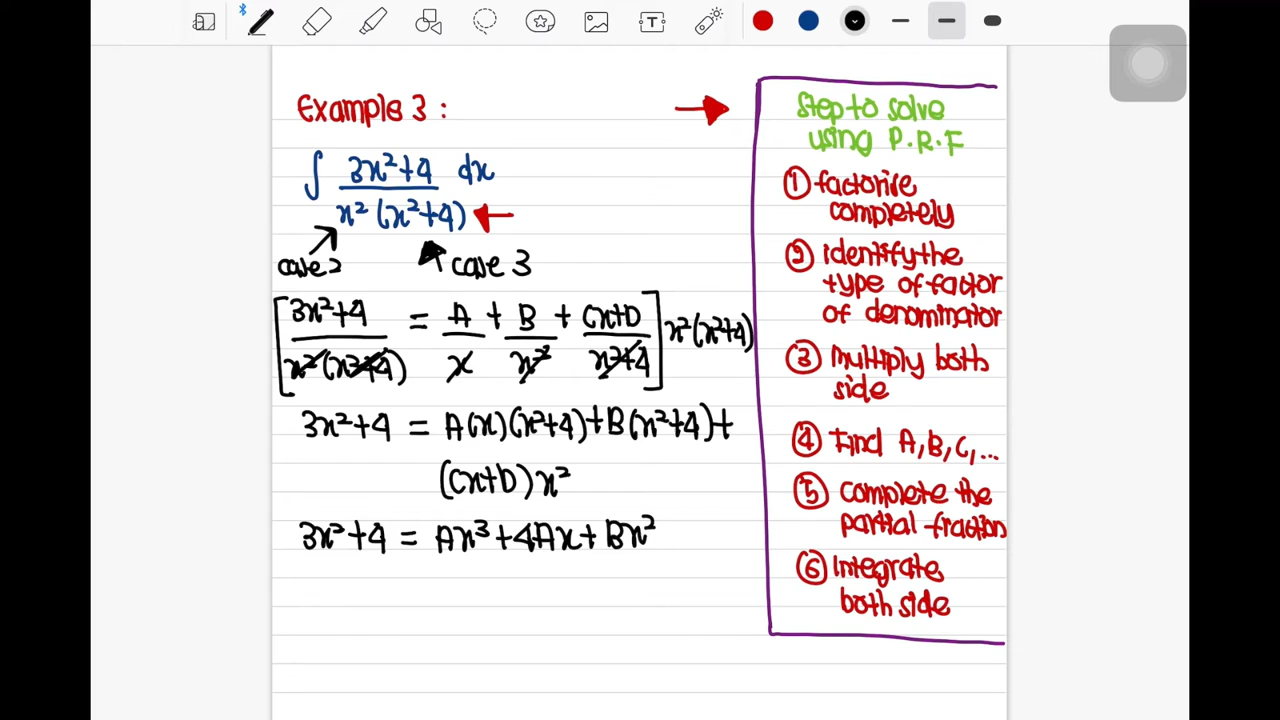 Example 3 :
∫ 3x²+4 dx
x² (x²+4)
case 2
case 3
[ 3x²+4 = A + B + Cx+D ] x²(x²+4)
x²(x²+4) x x² x²+4
3x²+4 = A(x)(x²+4)+B(x²+4)+
(Cx+D)x²
3x²+4 = Ax³+4Ax+Bx²
Step to solve
using P.R.F
① factorise
completely
② identify the
type of factor
of denominator
③ Multiply both
side
④ Find A, B, C, ...
⑤ complete the
partial fraction
⑥ Integrate
both side